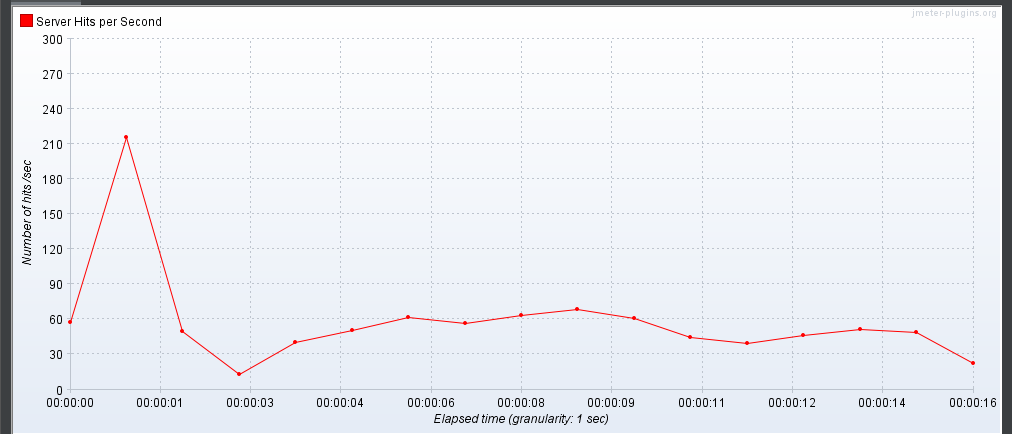 jmeter-plugins.org
Server Hits per Second
300
270
240
210
180
150
120
90
60
30
0
Number of hits /sec
00:00:00 00:00:01 00:00:03 00:00:04 00:00:06 00:00:08 00:00:09 00:00:11 00:00:12 00:00:14 00:00:16
Elapsed time (granularity: 1 sec)